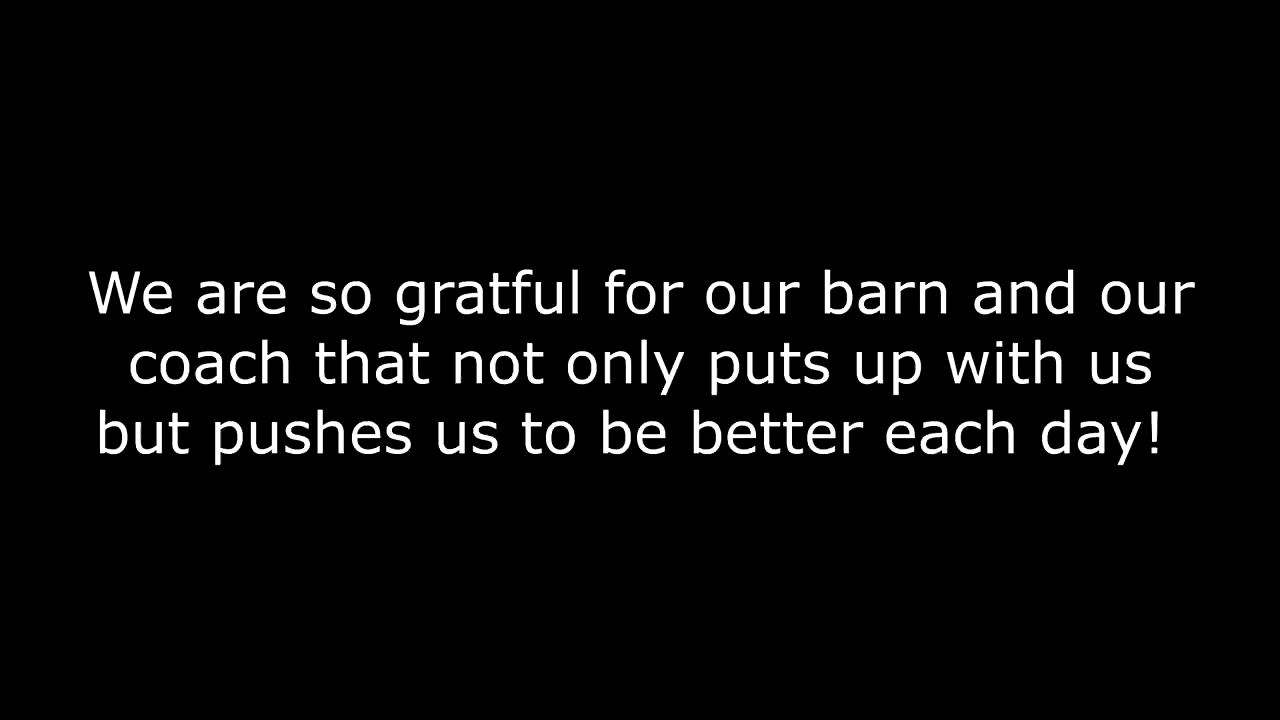 We are so gratful for our barn and our
coach that not only puts up with us
but pushes us to be better each day!